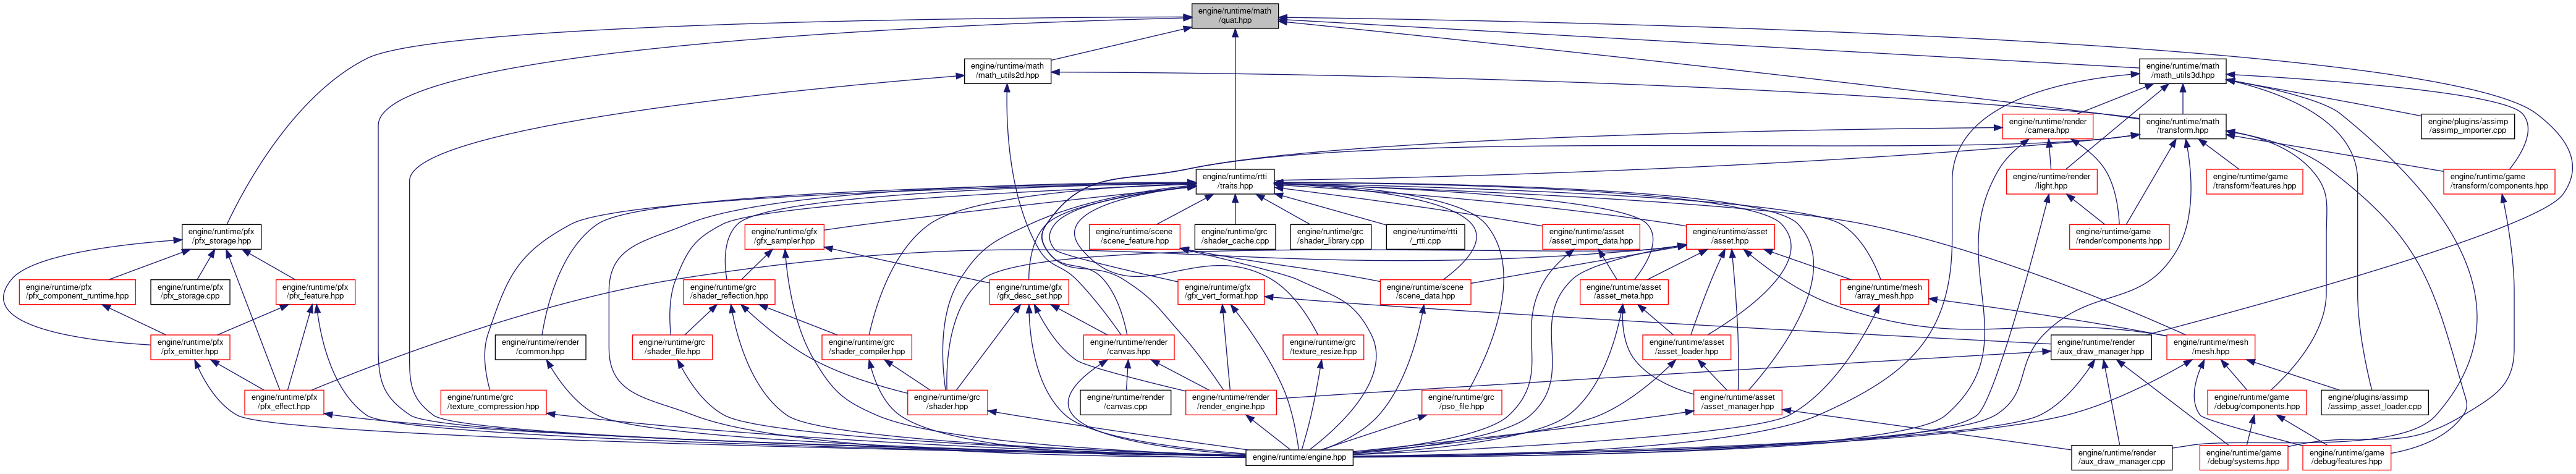 engine/runtime/math
/quat.hpp
engine/runtime/math
/math_utils2d.hpp
engine/runtime/math
/math_utils3d.hpp
engine/runtime/render
/camera.hpp
engine/runtime/math
/transform.hpp
engine/plugins/assimp
/assimp_importer.cpp
engine/runtime/rtti
/traits.hpp
engine/runtime/render
/light.hpp
engine/runtime/game
/transform/features.hpp
engine/runtime/game
/transform/components.hpp
engine/runtime/pfx
/pfx_storage.hpp
engine/runtime/gfx
/gfx_sampler.hpp
engine/runtime/scene
/scene_feature.hpp
engine/runtime/grc
/shader_cache.cpp
engine/runtime/grc
/shader_library.cpp
engine/runtime/rtti
/_rtti.cpp
engine/runtime/asset
/asset_import_data.hpp
engine/runtime/asset
/asset.hpp
engine/runtime/game
/render/components.hpp
engine/runtime/pfx
/pfx_component_runtime.hpp
engine/runtime/pfx
/pfx_storage.cpp
engine/runtime/pfx
/pfx_feature.hpp
engine/runtime/grc
/shader_reflection.hpp
engine/runtime/gfx
/gfx_desc_set.hpp
engine/runtime/gfx
/gfx_vert_format.hpp
engine/runtime/scene
/scene_data.hpp
engine/runtime/asset
/asset_meta.hpp
engine/runtime/mesh
/array_mesh.hpp
engine/runtime/pfx
/pfx_emitter.hpp
engine/runtime/render
/common.hpp
engine/runtime/grc
/shader_file.hpp
engine/runtime/grc
/shader_compiler.hpp
engine/runtime/render
/canvas.hpp
engine/runtime/grc
/texture_resize.hpp
engine/runtime/asset
/asset_loader.hpp
engine/runtime/render
/aux_draw_manager.hpp
engine/runtime/mesh
/mesh.hpp
engine/runtime/pfx
/pfx_effect.hpp
engine/runtime/grc
/texture_compression.hpp
engine/runtime/grc
/shader.hpp
engine/runtime/render
/canvas.cpp
engine/runtime/render
/render_engine.hpp
engine/runtime/grc
/pso_file.hpp
engine/runtime/asset
/asset_manager.hpp
engine/runtime/game
/debug/components.hpp
engine/plugins/assimp
/assimp_asset_loader.cpp
engine/runtime/engine.hpp
engine/runtime/render
/aux_draw_manager.cpp
engine/runtime/game
/debug/systems.hpp
engine/runtime/game
/debug/features.hpp